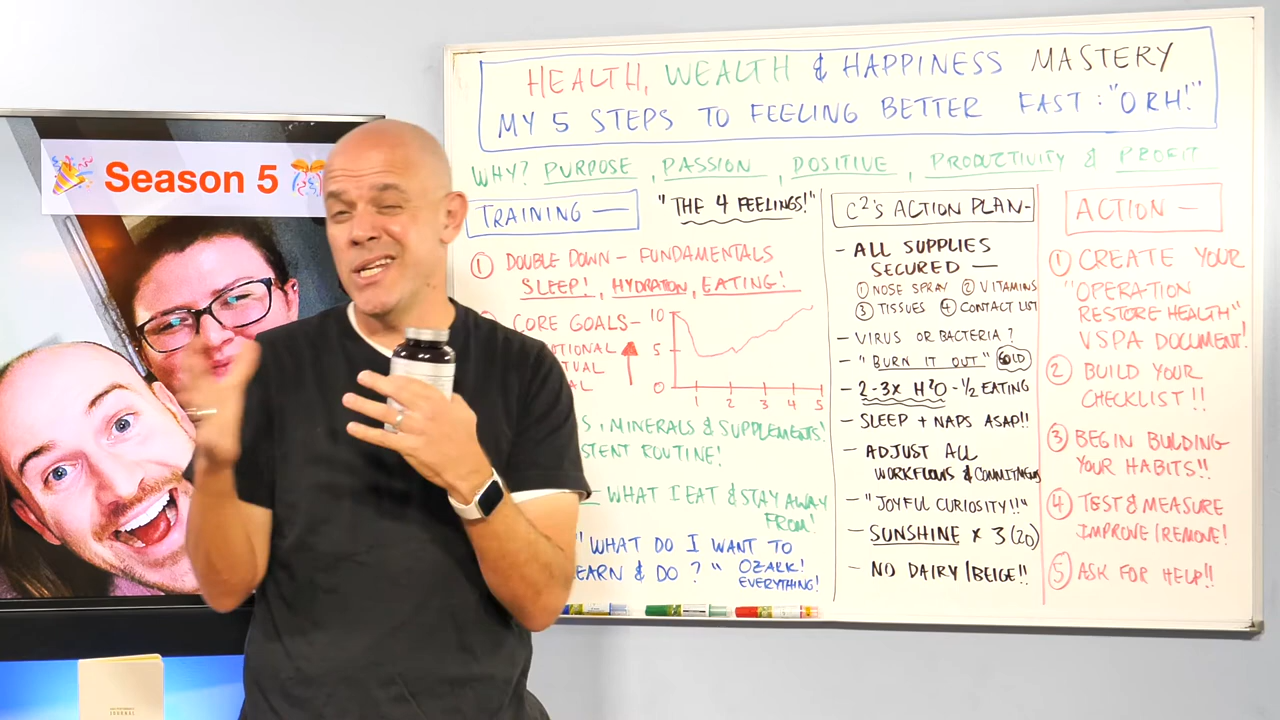 Season 5
HEALTH, WEALTH & HAPPINESS MASTERY
MY 5 STEPS TO FEELING BETTER FAST: "ORH!"
WHY? PURPOSE, PASSION, POSITIVE, PRODUCTIVITY & PROFIT
TRAINING —
"THE 4 FEELINGS!"
① DOUBLE DOWN – FUNDAMENTALS
SLEEP!, HYDRATION, EATING!
CORE GOALS –
10
5
0
1 2 3 4 5
, MINERALS & SUPPLEMENTS!
ROUTINE!
— WHAT I EAT & STAY AWAY
FROM!
"WHAT DO I WANT TO
EARN & DO?" OZARK!
EVERYTHING!
C²'S ACTION PLAN –
– ALL SUPPLIES
SECURED —
① NOSE SPRAY ② VITAMINS
③ TISSUES ④ CONTACT LIST
– VIRUS OR BACTERIA?
– "BURN IT OUT" GOLD
– 2-3X H²O - 1/2 EATING
– SLEEP + NAPS ASAP!!
– ADJUST ALL
WORKFLOWS & COMMITMENTS
– "JOYFUL CURIOSITY!!"
– SUNSHINE X 3 (20)
– NO DAIRY/BEIGE!!
ACTION —
① CREATE YOUR
"OPERATION
RESTORE HEALTH"
VSPA DOCUMENT!
② BUILD YOUR
CHECKLIST!!
③ BEGIN BUILDING
YOUR HABITS!!
④ TEST & MEASURE
IMPROVE/REMOVE!
⑤ ASK FOR HELP!!
JOURNAL